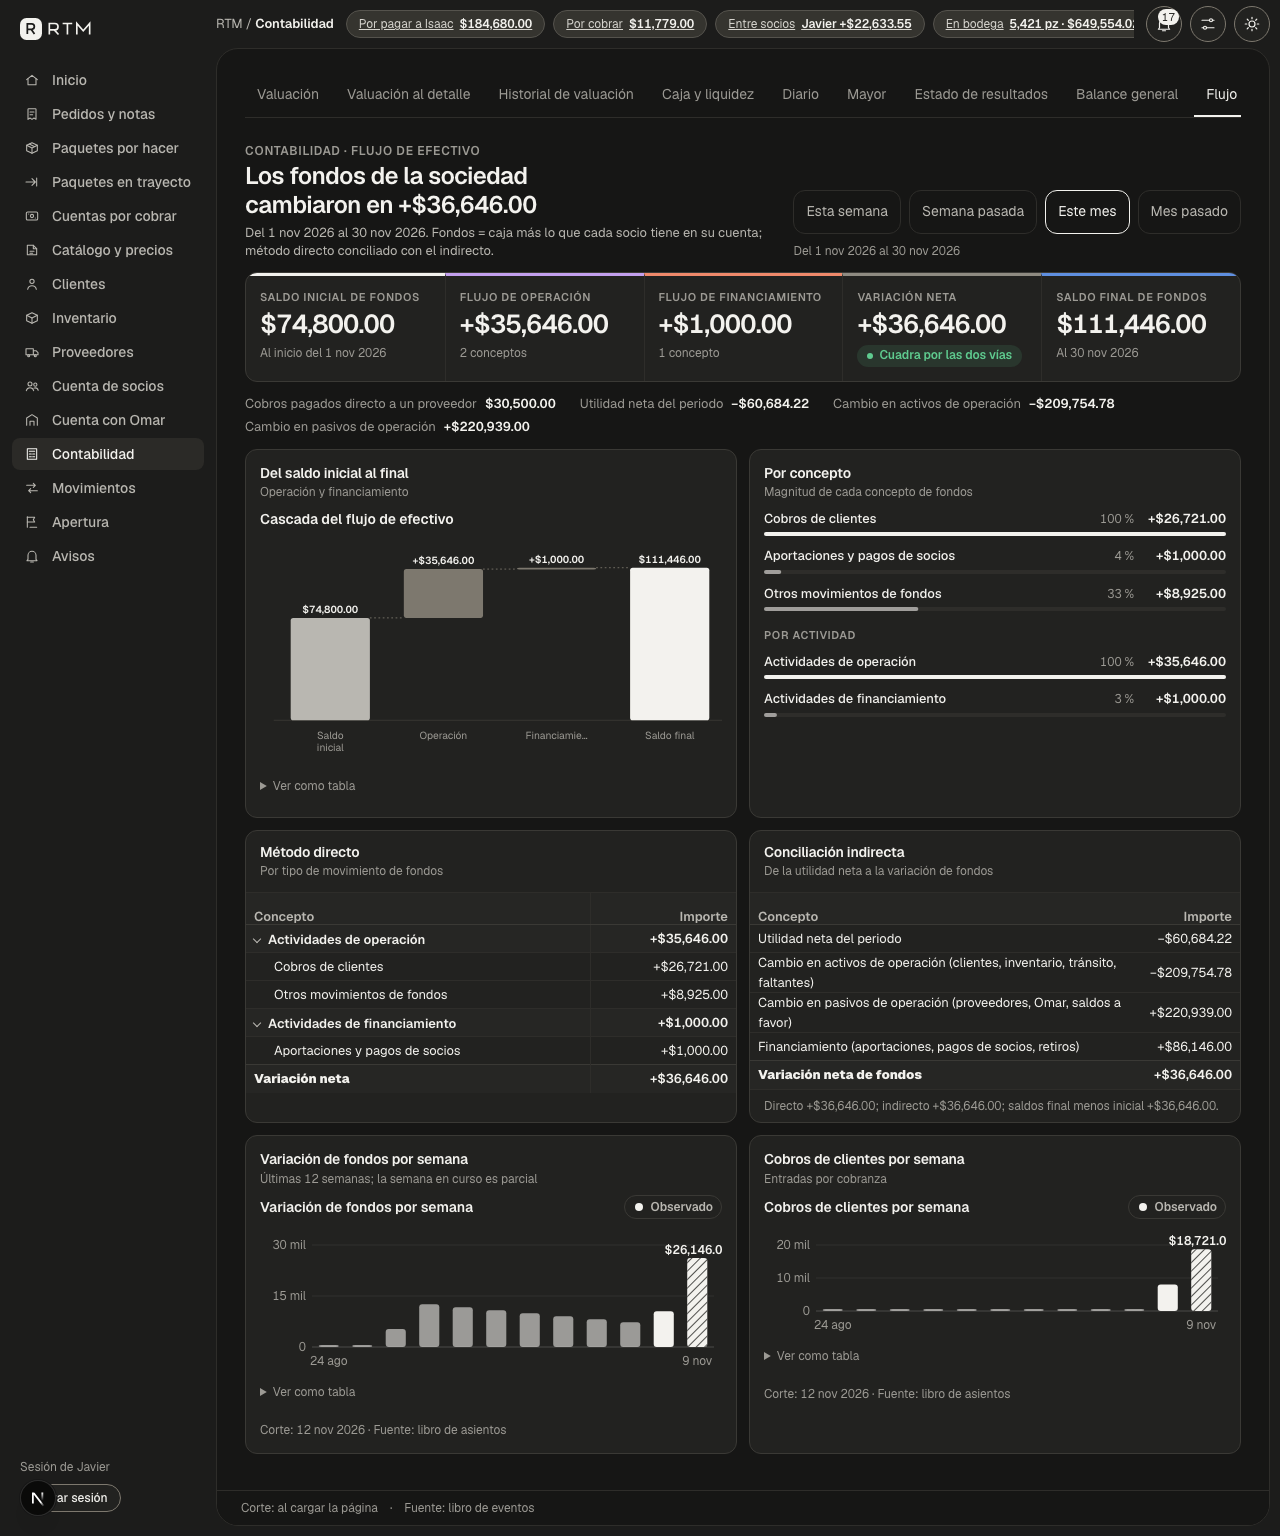 R RTM
RTM / Contabilidad
Por pagar a Isaac $184,680.00
Por cobrar $11,779.00
Entre socios Javier +$22,633.55
En bodega 5,421 pz · $649,554.0
17
Inicio
Pedidos y notas
Paquetes por hacer
Paquetes en trayecto
Cuentas por cobrar
Catálogo y precios
Clientes
Inventario
Proveedores
Cuenta de socios
Cuenta con Omar
Contabilidad
Movimientos
Apertura
Avisos
Sesión de Javier
N ar sesión
Valuación
Valuación al detalle
Historial de valuación
Caja y liquidez
Diario
Mayor
Estado de resultados
Balance general
Flujo
CONTABILIDAD · FLUJO DE EFECTIVO
Los fondos de la sociedad
cambiaron en +$36,646.00
Del 1 nov 2026 al 30 nov 2026. Fondos = caja más lo que cada socio tiene en su cuenta;
método directo conciliado con el indirecto.
Esta semana
Semana pasada
Este mes
Mes pasado
Del 1 nov 2026 al 30 nov 2026
SALDO INICIAL DE FONDOS
$74,800.00
Al inicio del 1 nov 2026
FLUJO DE OPERACIÓN
+$35,646.00
2 conceptos
FLUJO DE FINANCIAMIENTO
+$1,000.00
1 concepto
VARIACIÓN NETA
+$36,646.00
Cuadra por las dos vías
SALDO FINAL DE FONDOS
$111,446.00
Al 30 nov 2026
Cobros pagados directo a un proveedor $30,500.00
Utilidad neta del periodo −$60,684.22
Cambio en activos de operación −$209,754.78
Cambio en pasivos de operación +$220,939.00
Del saldo inicial al final
Operación y financiamiento
Cascada del flujo de efectivo
$74,800.00
+$35,646.00
+$1,000.00
$111,446.00
Saldo
inicial
Operación
Financiamie...
Saldo final
Ver como tabla
Por concepto
Magnitud de cada concepto de fondos
Cobros de clientes 100 % +$26,721.00
Aportaciones y pagos de socios 4 % +$1,000.00
Otros movimientos de fondos 33 % +$8,925.00
POR ACTIVIDAD
Actividades de operación 100 % +$35,646.00
Actividades de financiamiento 3 % +$1,000.00
Método directo
Por tipo de movimiento de fondos
Concepto Importe
Actividades de operación +$35,646.00
Cobros de clientes +$26,721.00
Otros movimientos de fondos +$8,925.00
Actividades de financiamiento +$1,000.00
Aportaciones y pagos de socios +$1,000.00
Variación neta +$36,646.00
Conciliación indirecta
De la utilidad neta a la variación de fondos
Concepto Importe
Utilidad neta del periodo −$60,684.22
Cambio en activos de operación (clientes, inventario, tránsito,
faltantes) −$209,754.78
Cambio en pasivos de operación (proveedores, Omar, saldos a
favor) +$220,939.00
Financiamiento (aportaciones, pagos de socios, retiros) +$86,146.00
Variación neta de fondos +$36,646.00
Directo +$36,646.00; indirecto +$36,646.00; saldos final menos inicial +$36,646.00.
Variación de fondos por semana
Últimas 12 semanas; la semana en curso es parcial
Variación de fondos por semana
Observado
30 mil
15 mil
0
$26,146.0
24 ago
9 nov
Ver como tabla
Corte: 12 nov 2026 · Fuente: libro de asientos
Cobros de clientes por semana
Entradas por cobranza
Cobros de clientes por semana
Observado
20 mil
10 mil
0
$18,721.0
24 ago
9 nov
Ver como tabla
Corte: 12 nov 2026 · Fuente: libro de asientos
Corte: al cargar la página · Fuente: libro de eventos